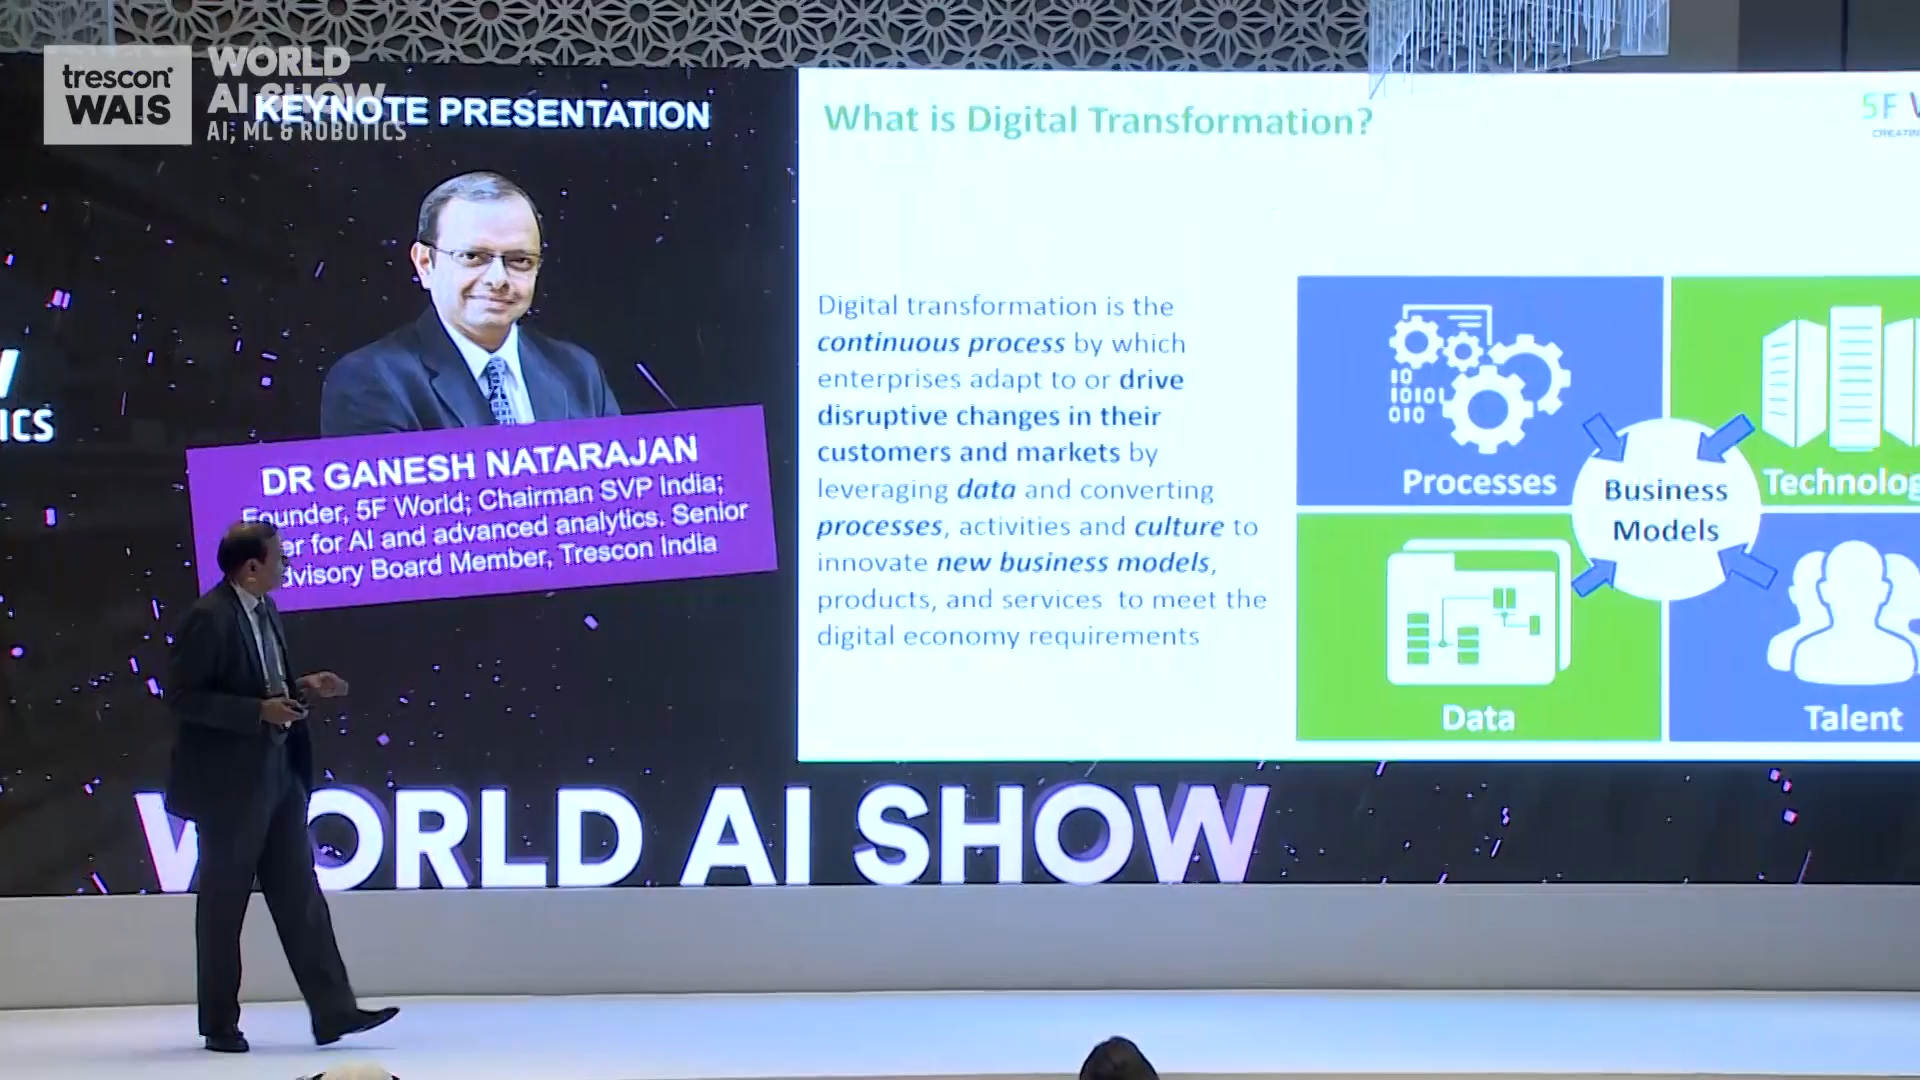 trescon
WAIS
WORLD
AI SHOW
AI, ML & ROBOTICS
KEYNOTE PRESENTATION
ICS
DR GANESH NATARAJAN
Founder, 5F World; Chairman SVP India;
for AI and advanced analytics. Senior
Board Member, Trescon India
WORLD AI SHOW
What is Digital Transformation?
5F
Digital transformation is the
continuous process by which
enterprises adapt to or drive
disruptive changes in their
customers and markets by
leveraging data and converting
processes, activities and culture to
innovate new business models,
products, and services to meet the
digital economy requirements
10
10101
010
Processes
Technolog
Business
Models
Data
Talent